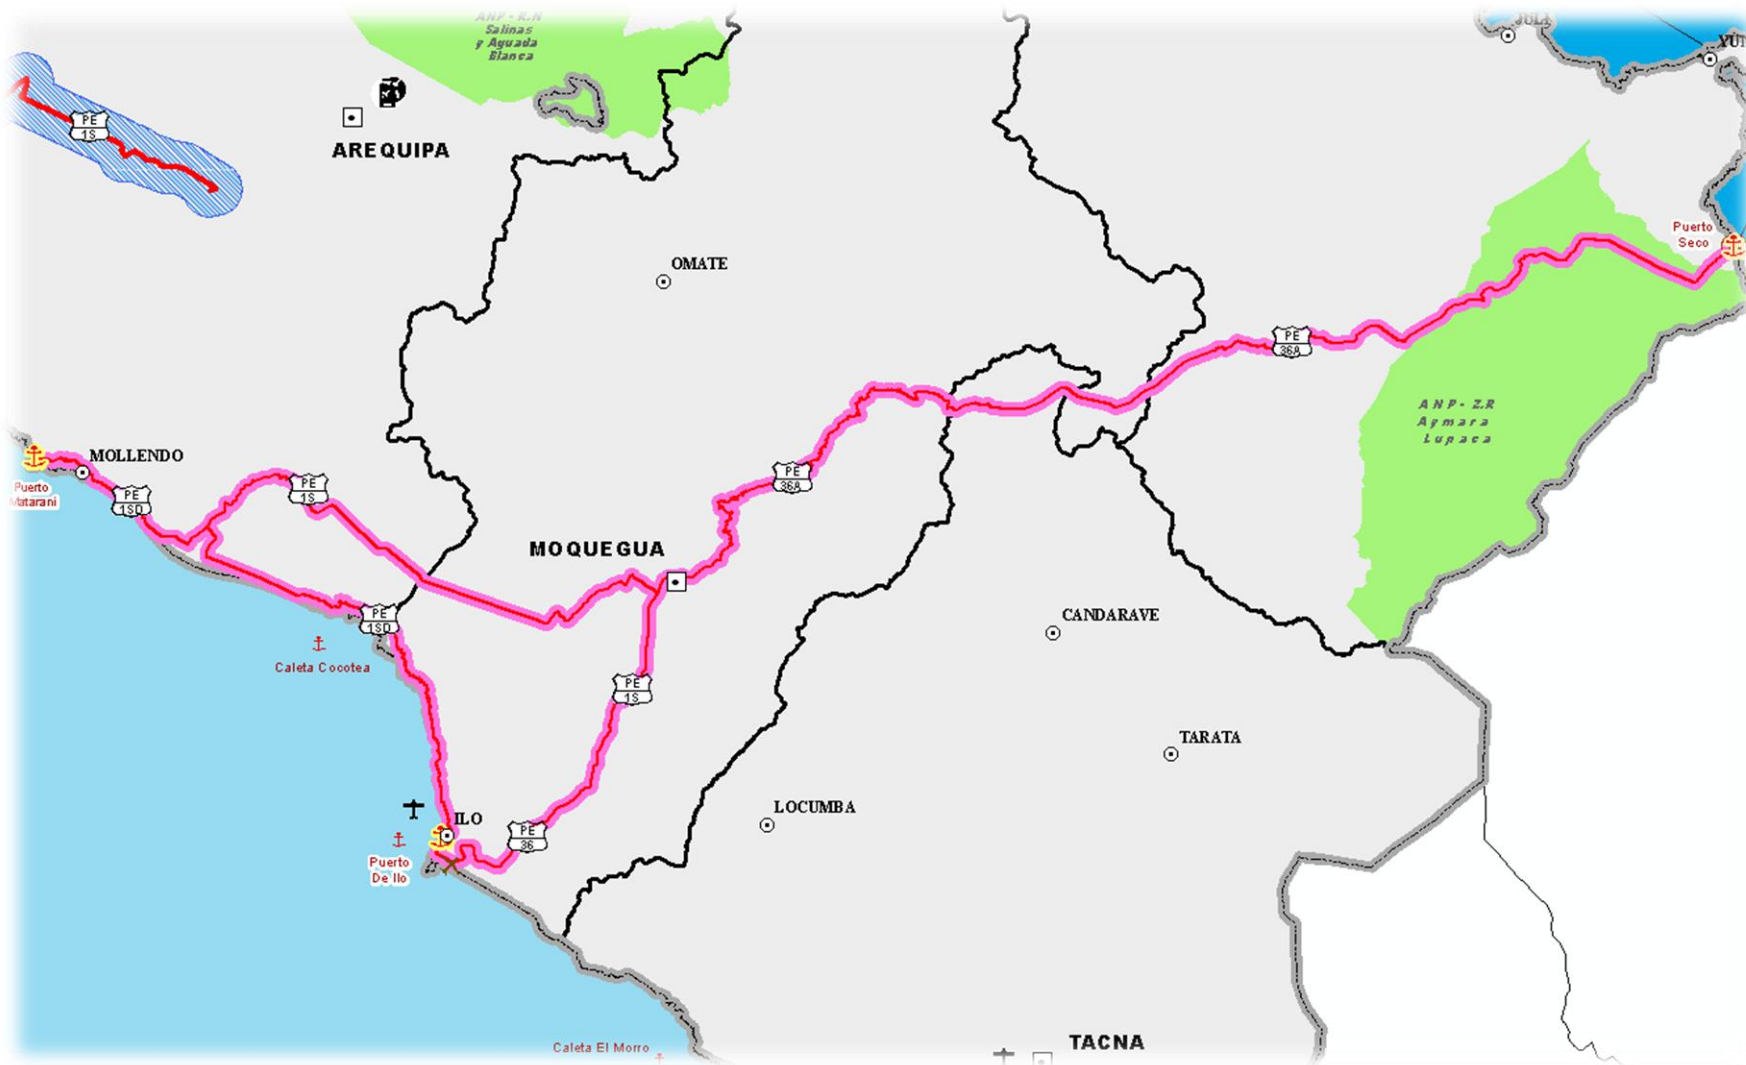 ANP - R.N
Salinas
y Aguada
Blanca
JULI
PE
1S
AREQUIPA
Puerto
Seco
OMATE
PE
36A
ANP - Z.R
Aymara
Lupaca
MOLLENDO
Puerto
Matarani
PE
1SD
PE
1S
PE
36A
MOQUEGUA
PE
1SD
CANDARAVE
Caleta Cocotea
PE
1S
TARATA
LOCUMBA
ILO
PE
36
Puerto
De Ilo
Caleta El Morro
TACNA